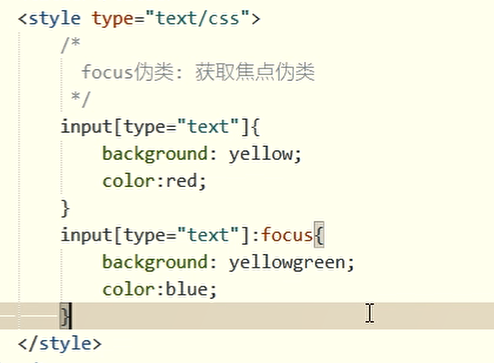 <style type="text/css">
/*
focus伪类: 获取焦点伪类
*/
input[type="text"]{
background: yellow;
color:red;
}
input[type="text"]:focus{
background: yellowgreen;
color:blue;
}
</style>